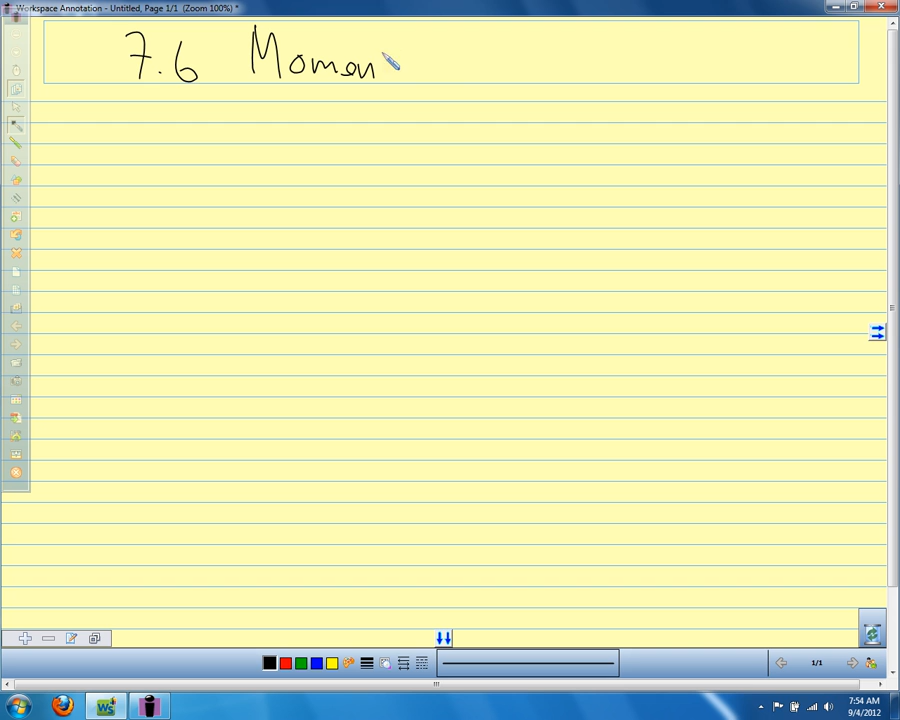 Workspace Annotation - Untitled, Page 1/1 (Zoom 100%) *
7.6 Momen
1/1
7:54 AM
9/4/2012